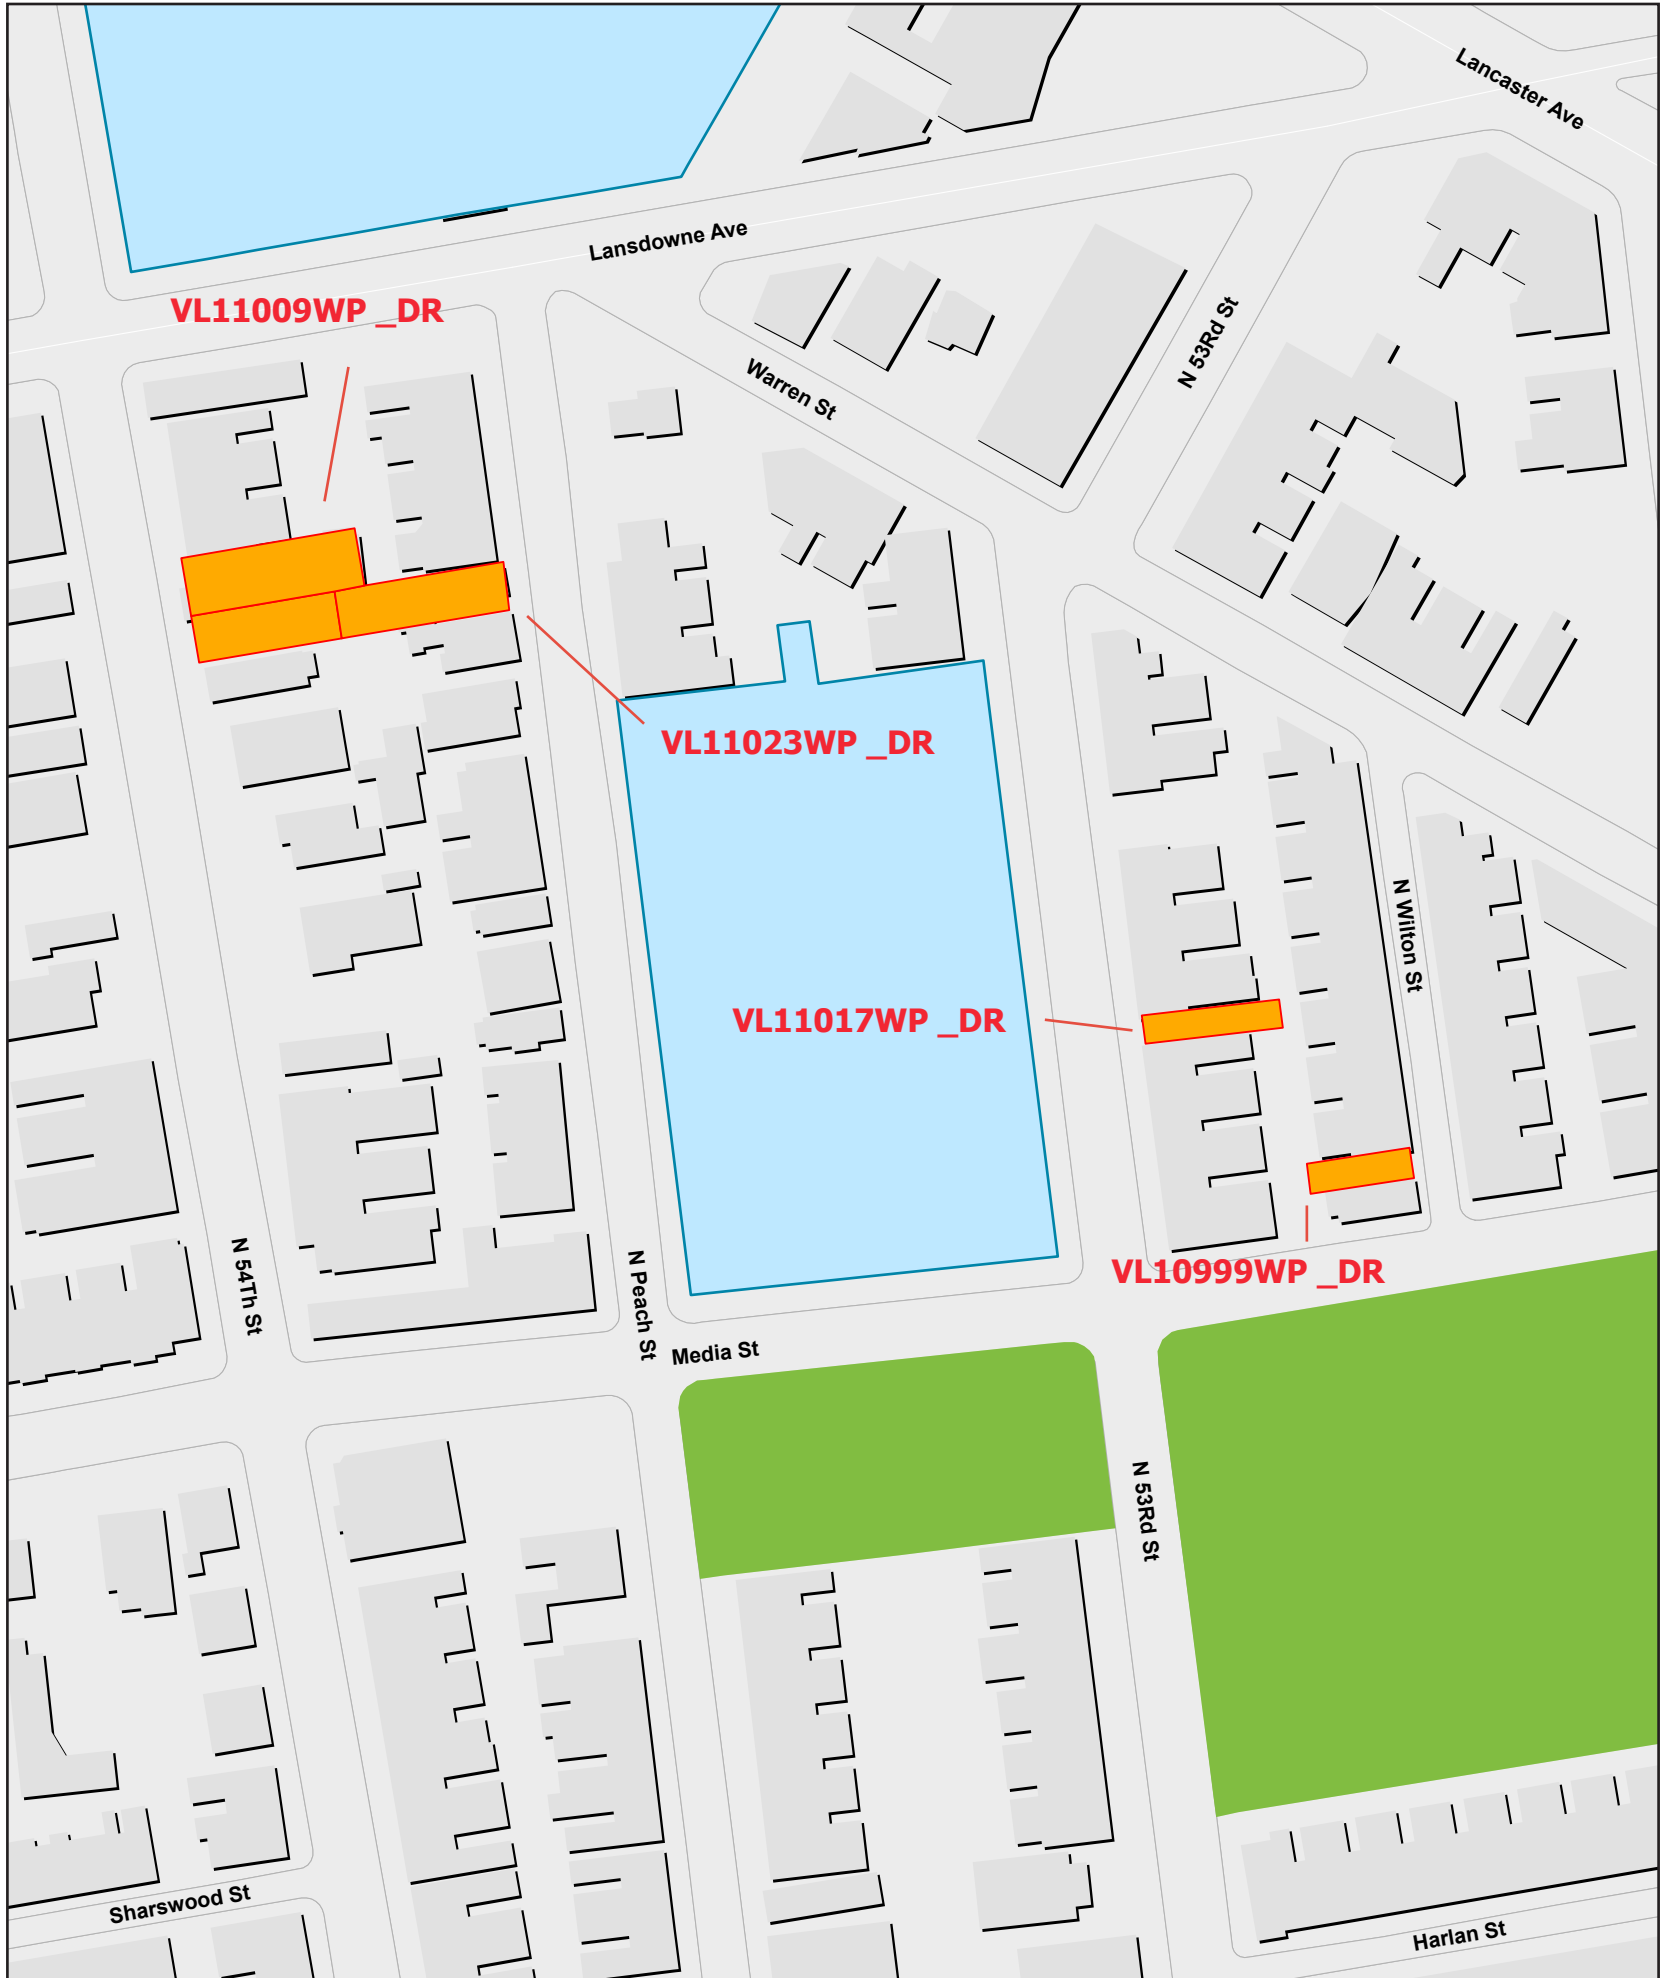 Lancaster Ave
Lansdowne Ave
VL11009WP _DR
N 53Rd St
Warren St
VL11023WP _DR
N Wilton St
VL11017WP _DR
N 54Th St
N Peach St
VL10999WP _DR
Media St
N 53Rd St
Sharswood St
Harlan St